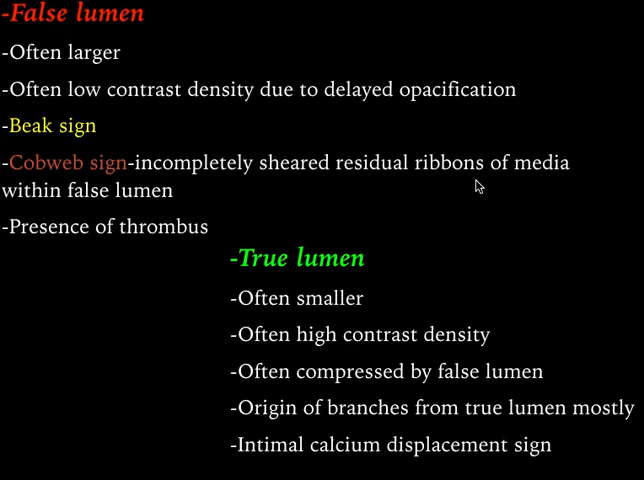 -False lumen
-Often larger
-Often low contrast density due to delayed opacification
-Beak sign
-Cobweb sign-incompletely sheared residual ribbons of media
within false lumen
-Presence of thrombus
-True lumen
-Often smaller
-Often high contrast density
-Often compressed by false lumen
-Origin of branches from true lumen mostly
-Intimal calcium displacement sign